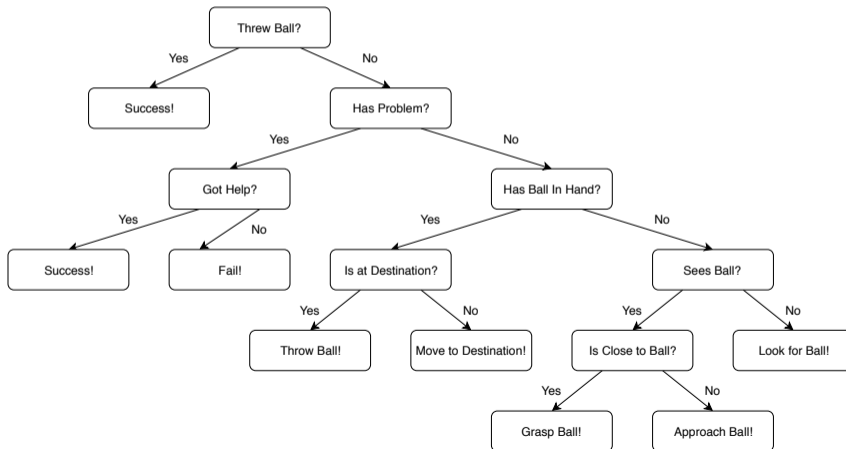 Threw Ball?
Yes
No
Success!
Has Problem?
Yes
No
Got Help?
Has Ball In Hand?
Yes
No
Yes
No
Success!
Fail!
Is at Destination?
Sees Ball?
Yes
No
Yes
No
Throw Ball!
Move to Destination!
Is Close to Ball?
Look for Ball!
Yes
No
Grasp Ball!
Approach Ball!